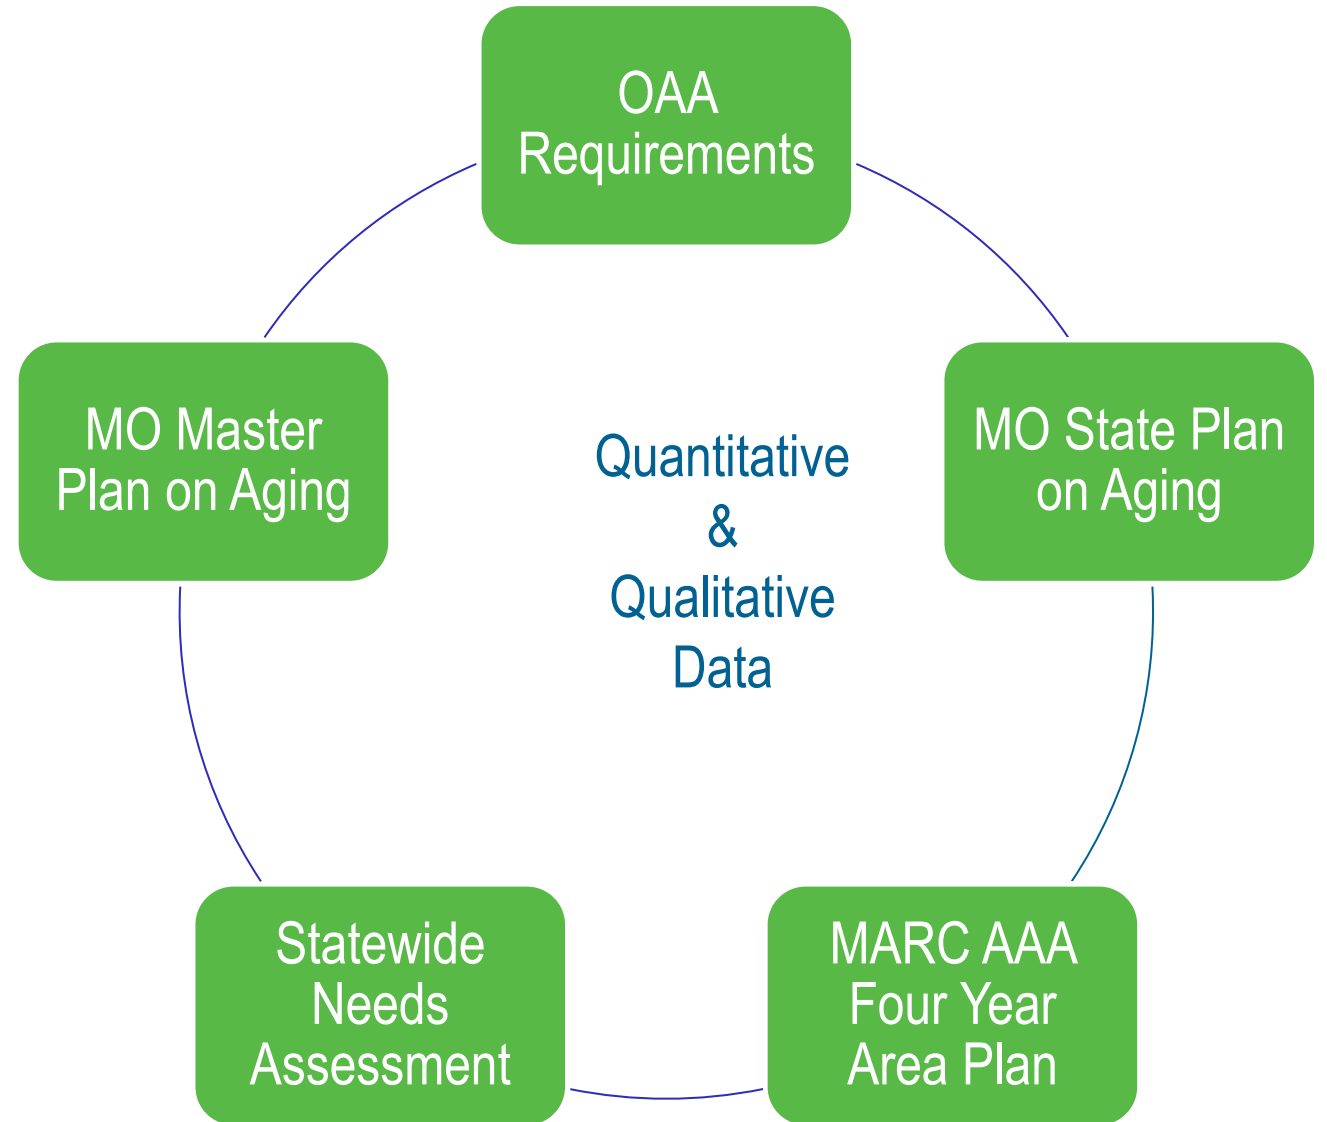 OAA
Requirements
MO Master
Plan on Aging
MO State Plan
on Aging
Quantitative
&
Qualitative
Data
Statewide
Needs
Assessment
MARC AAA
Four Year
Area Plan